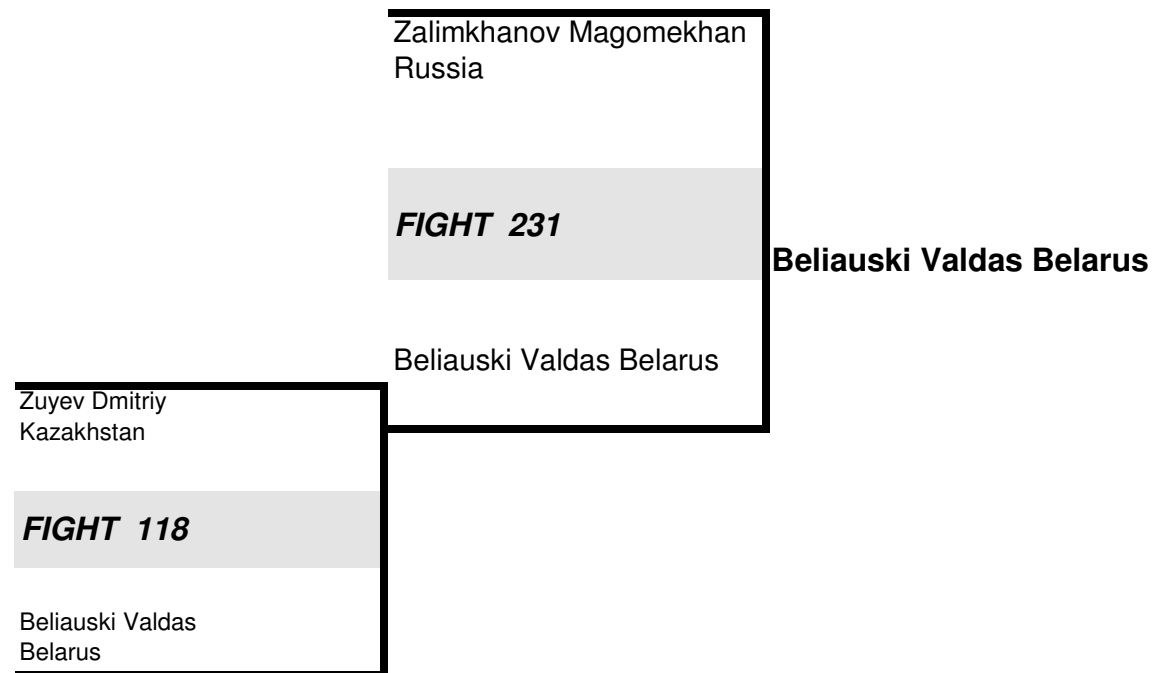 Zalimkhanov Magomekhan
Russia
FIGHT 231
Beliauski Valdas Belarus
Beliauski Valdas Belarus
Zuyev Dmitriy
Kazakhstan
FIGHT 118
Beliauski Valdas
Belarus